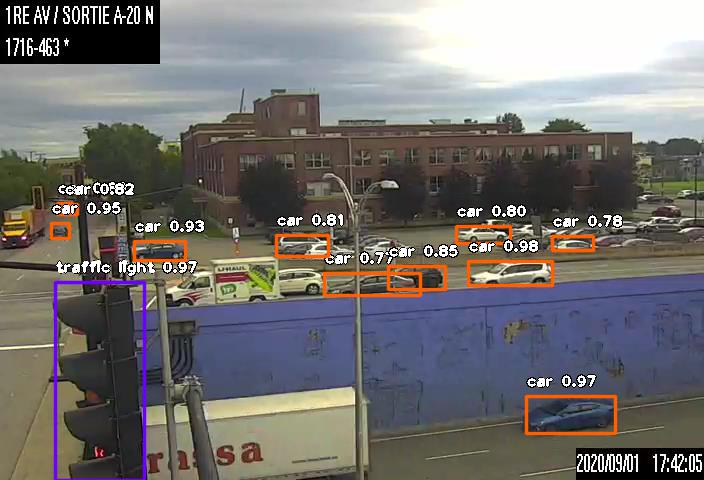 1RE AV / SORTIE A-20 N
1716-463 *
car 0.82
car 0.95
car 0.93
car 0.81
car 0.80
car 0.78
car 0.77
car 0.85
car 0.98
traffic light 0.97
U-HAUL
car 0.97
rassa
2020/09/01 17:42:05